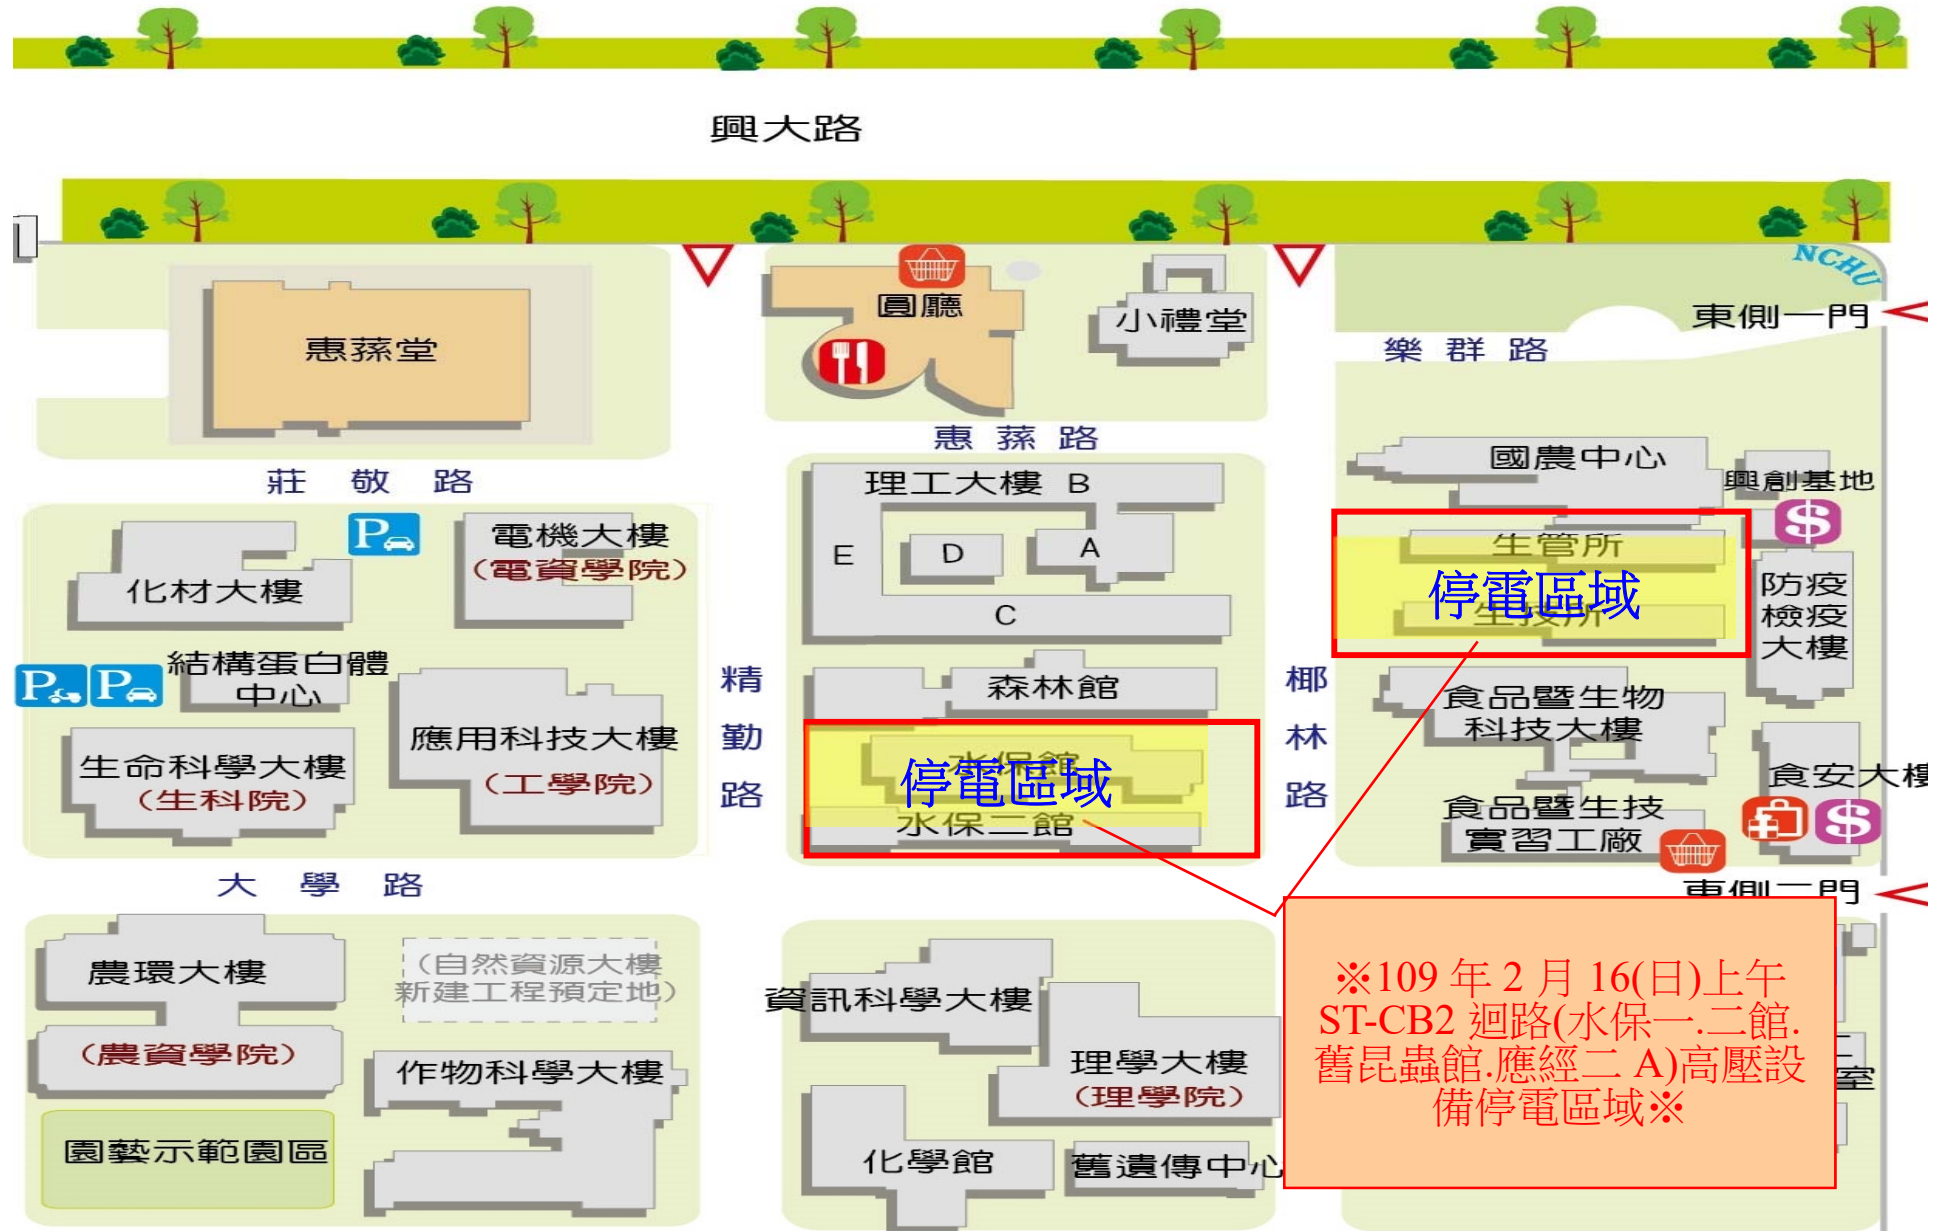 興大路
NCHU
惠蓀堂
圓廳
小禮堂
東側一門
樂群路
惠蓀路
莊敬路
理工大樓 B
國農中心
興創基地
P
電機大樓
(電資學院)
E
D
A
C
生管所
停電區域
生技所
防疫
檢疫
大樓
化材大樓
結構蛋白體
中心
P
P
精勤路
森林館
椰林路
食品暨生物
科技大樓
應用科技大樓
(工學院)
生命科學大樓
(生科院)
水保館
停電區域
水保二館
食安大樓
食品暨生技
實習工廠
$
$
大學路
東側二門
農環大樓
(農資學院)
(自然資源大樓
新建工程預定地)
資訊科學大樓
作物科學大樓
理學大樓
(理學院)
園藝示範園區
化學館
舊遺傳中心
※109 年 2 月 16(日)上午
ST-CB2 迴路(水保一.二館.
舊昆蟲館.應經二 A)高壓設
備停電區域※
室